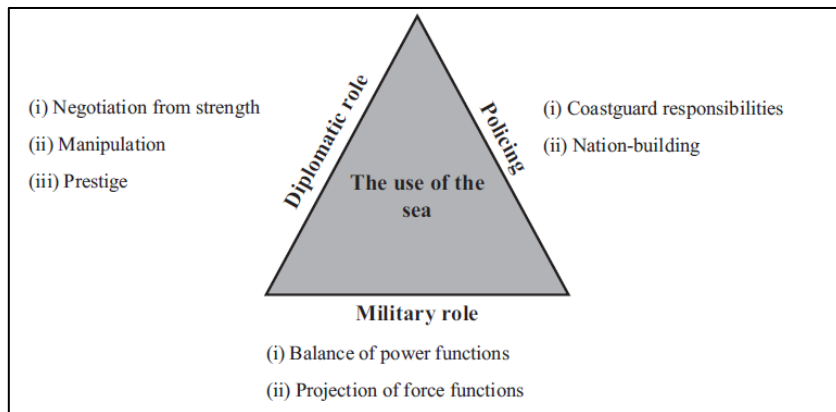 (i) Negotiation from strength
(ii) Manipulation
(iii) Prestige
Diplomatic role
The use of the
sea
Policing
(i) Coastguard responsibilities
(ii) Nation-building
Military role
(i) Balance of power functions
(ii) Projection of force functions